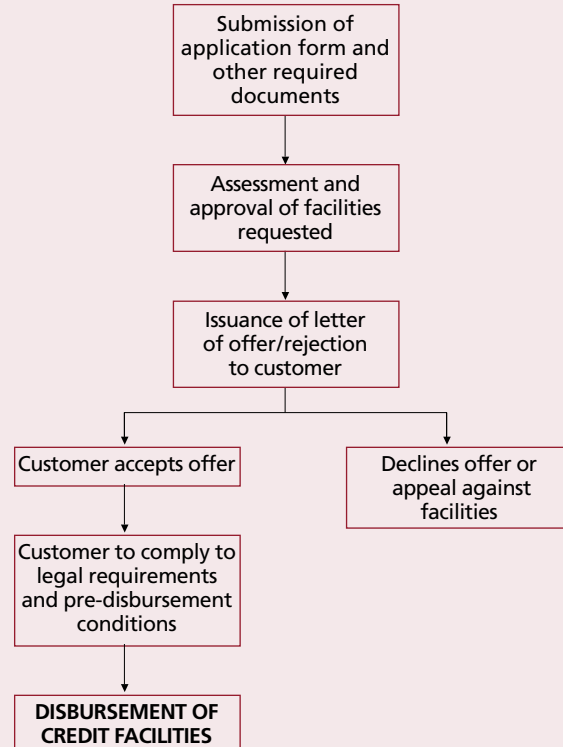 Submission of
application form and
other required
documents
Assessment and
approval of facilities
requested
Issuance of letter
of offer/rejection
to customer
Customer accepts offer
Declines offer or
appeal against
facilities
Customer to comply to
legal requirements
and pre-disbursement
conditions
DISBURSEMENT OF
CREDIT FACILITIES